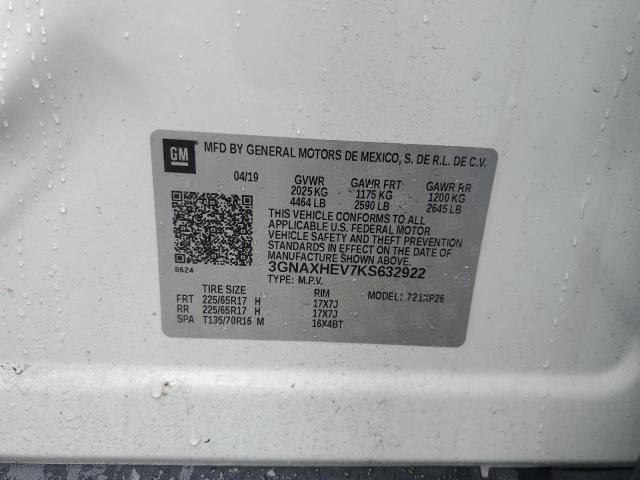 GM MFD BY GENERAL MOTORS DE MEXICO, S. DE R.L. DE C.V.
04/19 GVWR GAWR FRT GAWR RR
2025 KG 1175 KG 1200 KG
4464 LB 2590 LB 2645 LB
THIS VEHICLE CONFORMS TO ALL
APPLICABLE U.S. FEDERAL MOTOR
VEHICLE SAFETY AND THEFT PREVENTION
STANDARDS IN EFFECT ON THE DATE OF
MANUFACTURE SHOWN ABOVE.
8624 3GNAXHEV7KS632922
TYPE: M.P.V.
TIRE SIZE RIM MODEL:
FRT 225/65R17 H 17X7J
RR 225/65R17 H 17X7J
SPA T135/70R16 M 16X4BT